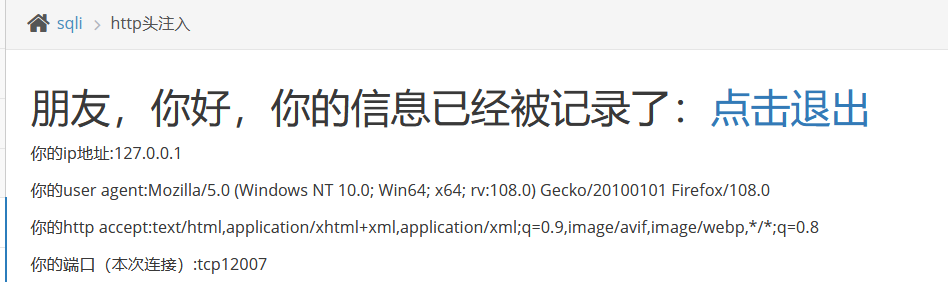 sqli > http头注入
朋友，你好，你的信息已经被记录了：点击退出
你的ip地址:127.0.0.1
你的user agent:Mozilla/5.0 (Windows NT 10.0; Win64; x64; rv:108.0) Gecko/20100101 Firefox/108.0
你的http accept:text/html,application/xhtml+xml,application/xml;q=0.9,image/avif,image/webp,*/*;q=0.8
你的端口（本次连接）:tcp12007